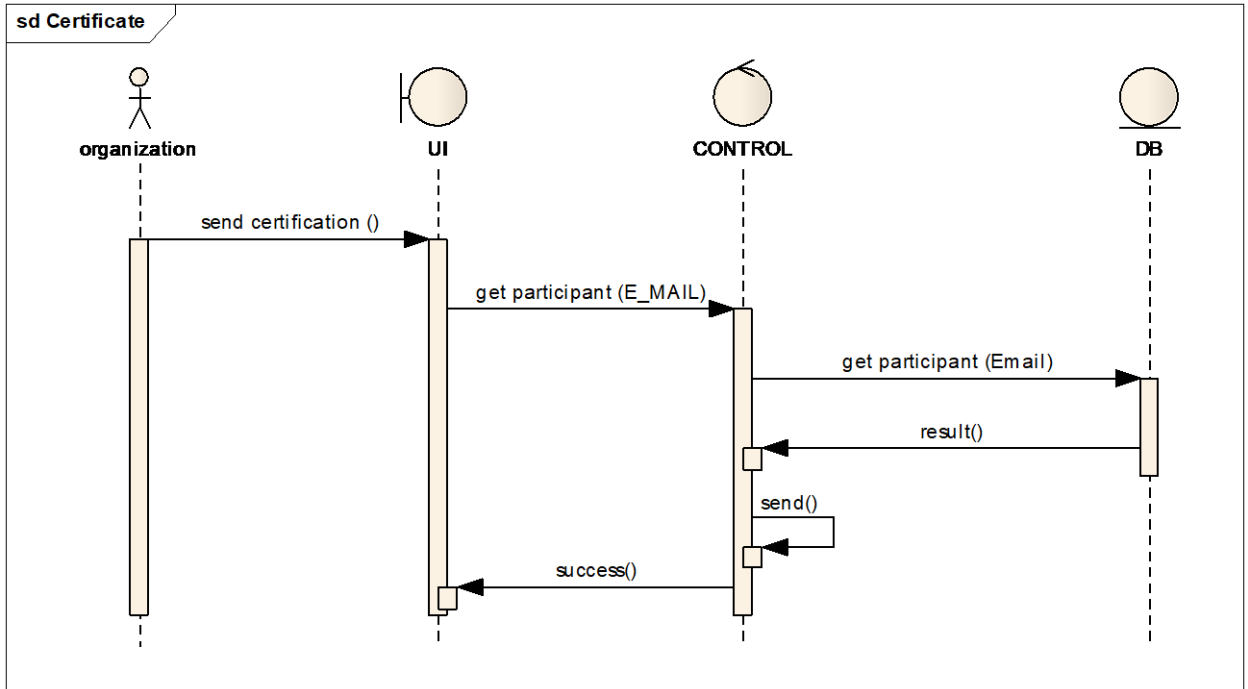 sd Certificate
organization
UI
CONTROL
DB
send certification ()
get participant (E_MAIL)
get participant (Email)
result()
send()
success()